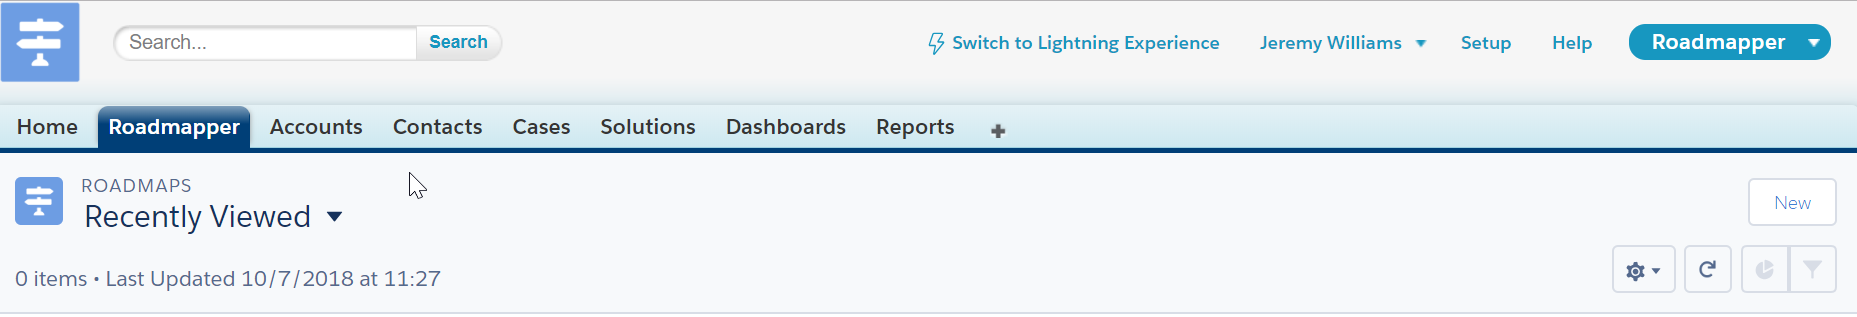 Search... Search Switch to Lightning Experience Jeremy Williams Setup Help Roadmapper
Home Roadmapper Accounts Contacts Cases Solutions Dashboards Reports
ROADMAPS
Recently Viewed
New
0 items • Last Updated 10/7/2018 at 11:27